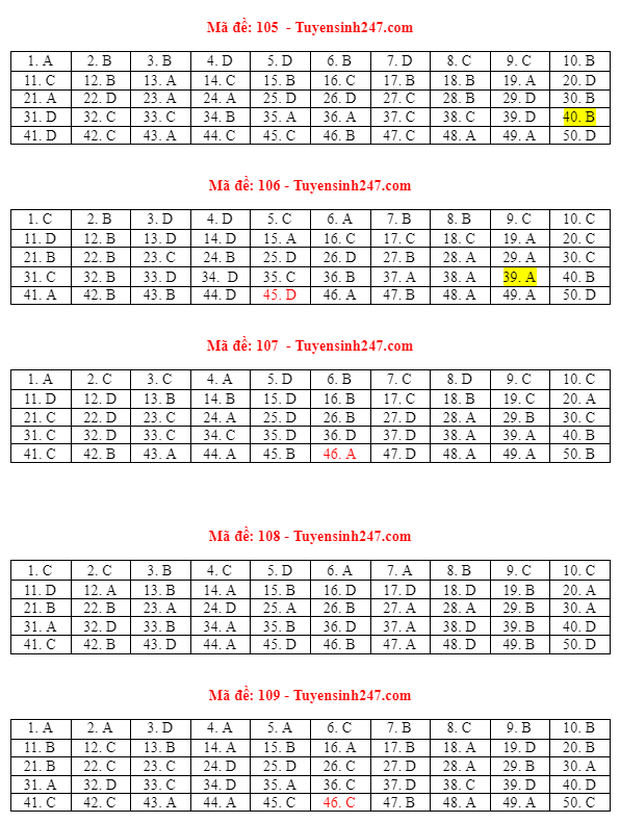 Mã đề: 105 - Tuyensinh247.com
1. A 2. B 3. B 4. D 5. D 6. B 7. D 8. C 9. C 10. B
11. C 12. B 13. A 14. C 15. B 16. C 17. B 18. B 19. A 20. D
21. A 22. D 23. A 24. A 25. D 26. D 27. C 28. B 29. D 30. B
31. D 32. C 33. C 34. B 35. A 36. A 37. C 38. C 39. D 40. B
41. D 42. C 43. A 44. C 45. C 46. B 47. C 48. A 49. A 50. D
Mã đề: 106 - Tuyensinh247.com
1. C 2. B 3. D 4. D 5. C 6. A 7. B 8. B 9. C 10. C
11. D 12. B 13. D 14. D 15. A 16. C 17. C 18. C 19. A 20. C
21. B 22. B 23. C 24. B 25. D 26. D 27. B 28. A 29. A 30. C
31. C 32. B 33. D 34. D 35. C 36. B 37. A 38. A 39. A 40. B
41. A 42. B 43. B 44. D 45. D 46. A 47. B 48. A 49. A 50. D
Mã đề: 107 - Tuyensinh247.com
1. A 2. C 3. C 4. A 5. D 6. B 7. C 8. D 9. C 10. C
11. D 12. D 13. B 14. B 15. D 16. B 17. C 18. B 19. C 20. A
21. C 22. D 23. C 24. A 25. D 26. B 27. D 28. A 29. B 30. C
31. C 32. D 33. C 34. C 35. D 36. D 37. D 38. A 39. A 40. B
41. C 42. B 43. A 44. A 45. B 46. A 47. D 48. A 49. A 50. B
Mã đề: 108 - Tuyensinh247.com
1. C 2. C 3. B 4. C 5. D 6. A 7. A 8. B 9. C 10. C
11. D 12. A 13. B 14. A 15. B 16. D 17. D 18. D 19. B 20. A
21. B 22. B 23. A 24. D 25. A 26. B 27. A 28. A 29. B 30. A
31. A 32. D 33. B 34. A 35. B 36. D 37. A 38. D 39. B 40. D
41. C 42. B 43. D 44. A 45. D 46. B 47. A 48. D 49. B 50. D
Mã đề: 109 - Tuyensinh247.com
1. A 2. A 3. D 4. A 5. A 6. C 7. B 8. C 9. B 10. B
11. B 12. C 13. B 14. A 15. B 16. A 17. B 18. A 19. D 20. B
21. B 22. C 23. C 24. D 25. D 26. C 27. D 28. A 29. B 30. A
31. A 32. D 33. C 34. D 35. A 36. C 37. D 38. C 39. D 40. D
41. C 42. C 43. A 44. A 45. C 46. C 47. B 48. A 49. A 50. C